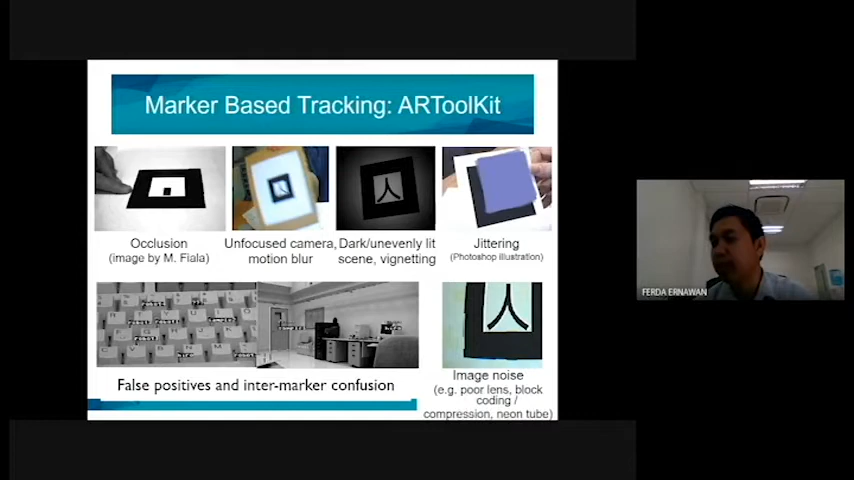 Marker Based Tracking: ARToolKit
Occlusion
(image by M. Fiala)
Unfocused camera,
motion blur
Dark/unevenly lit
scene, vignetting
Jittering
(Photoshop illustration)
False positives and inter-marker confusion
Image noise
(e.g. poor lens, block
coding /
compression, neon tube)
FERDA ERNAWAN